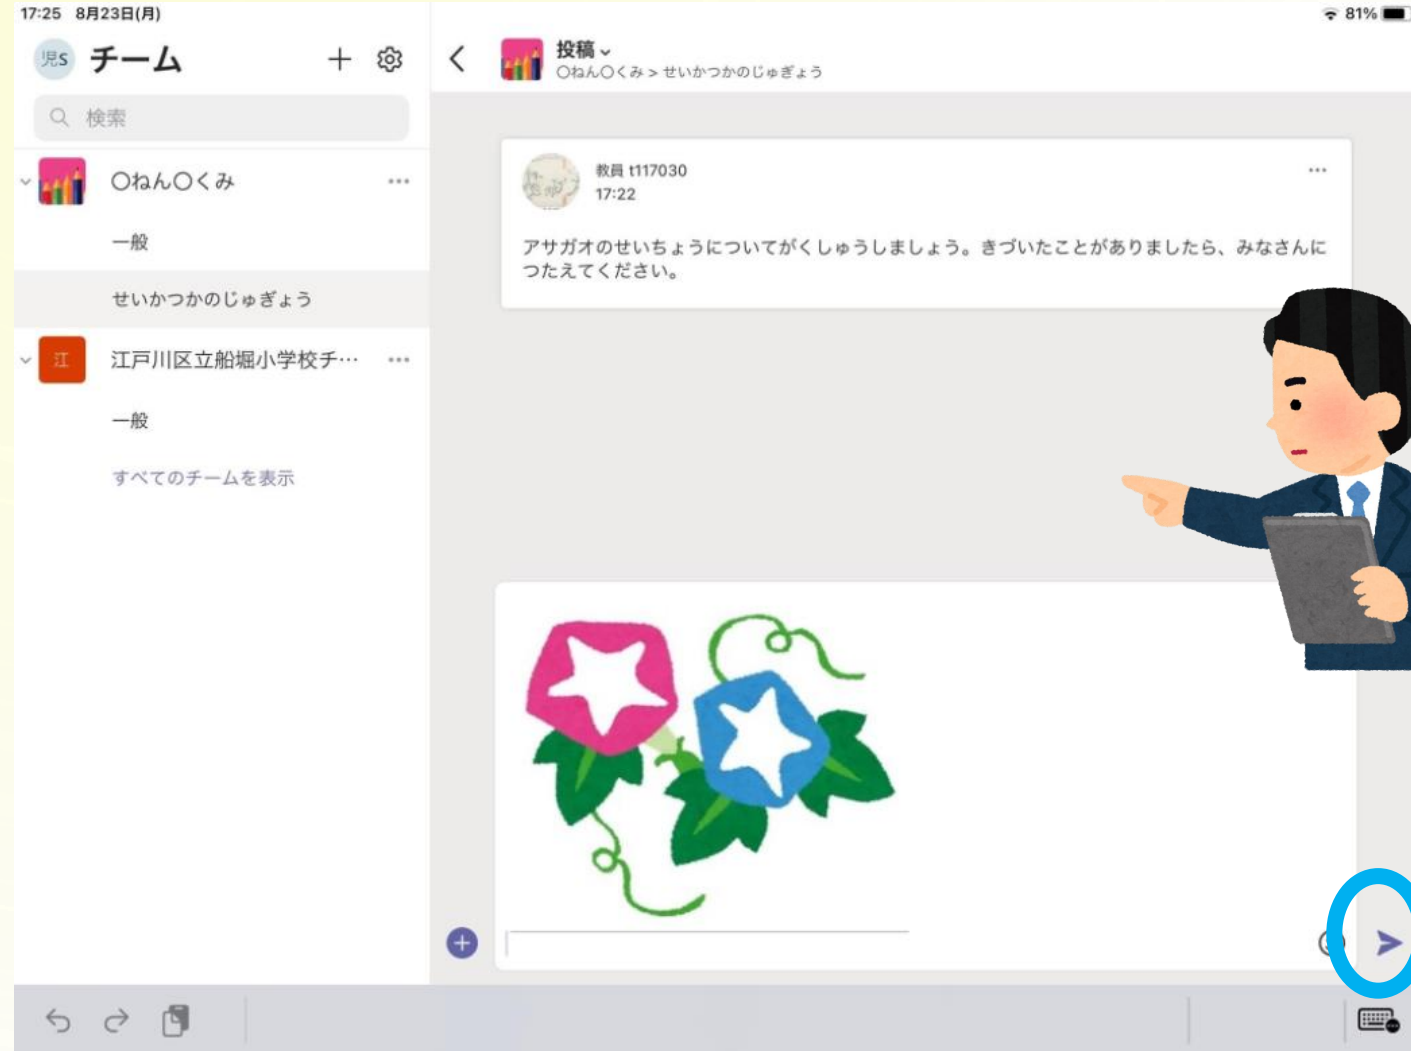 17:25 8月23日(月)
81%
児S チーム
検索
〇ねん〇くみ
一般
せいかつかのじゅぎょう
江 江戸川区立船堀小学校チ…
一般
すべてのチームを表示
投稿
〇ねん〇くみ > せいかつかのじゅぎょう
教員 t117030
17:22
アサガオのせいちょうについてがくしゅうしましょう。きづいたことがありましたら、みなさんに
つたえてください。